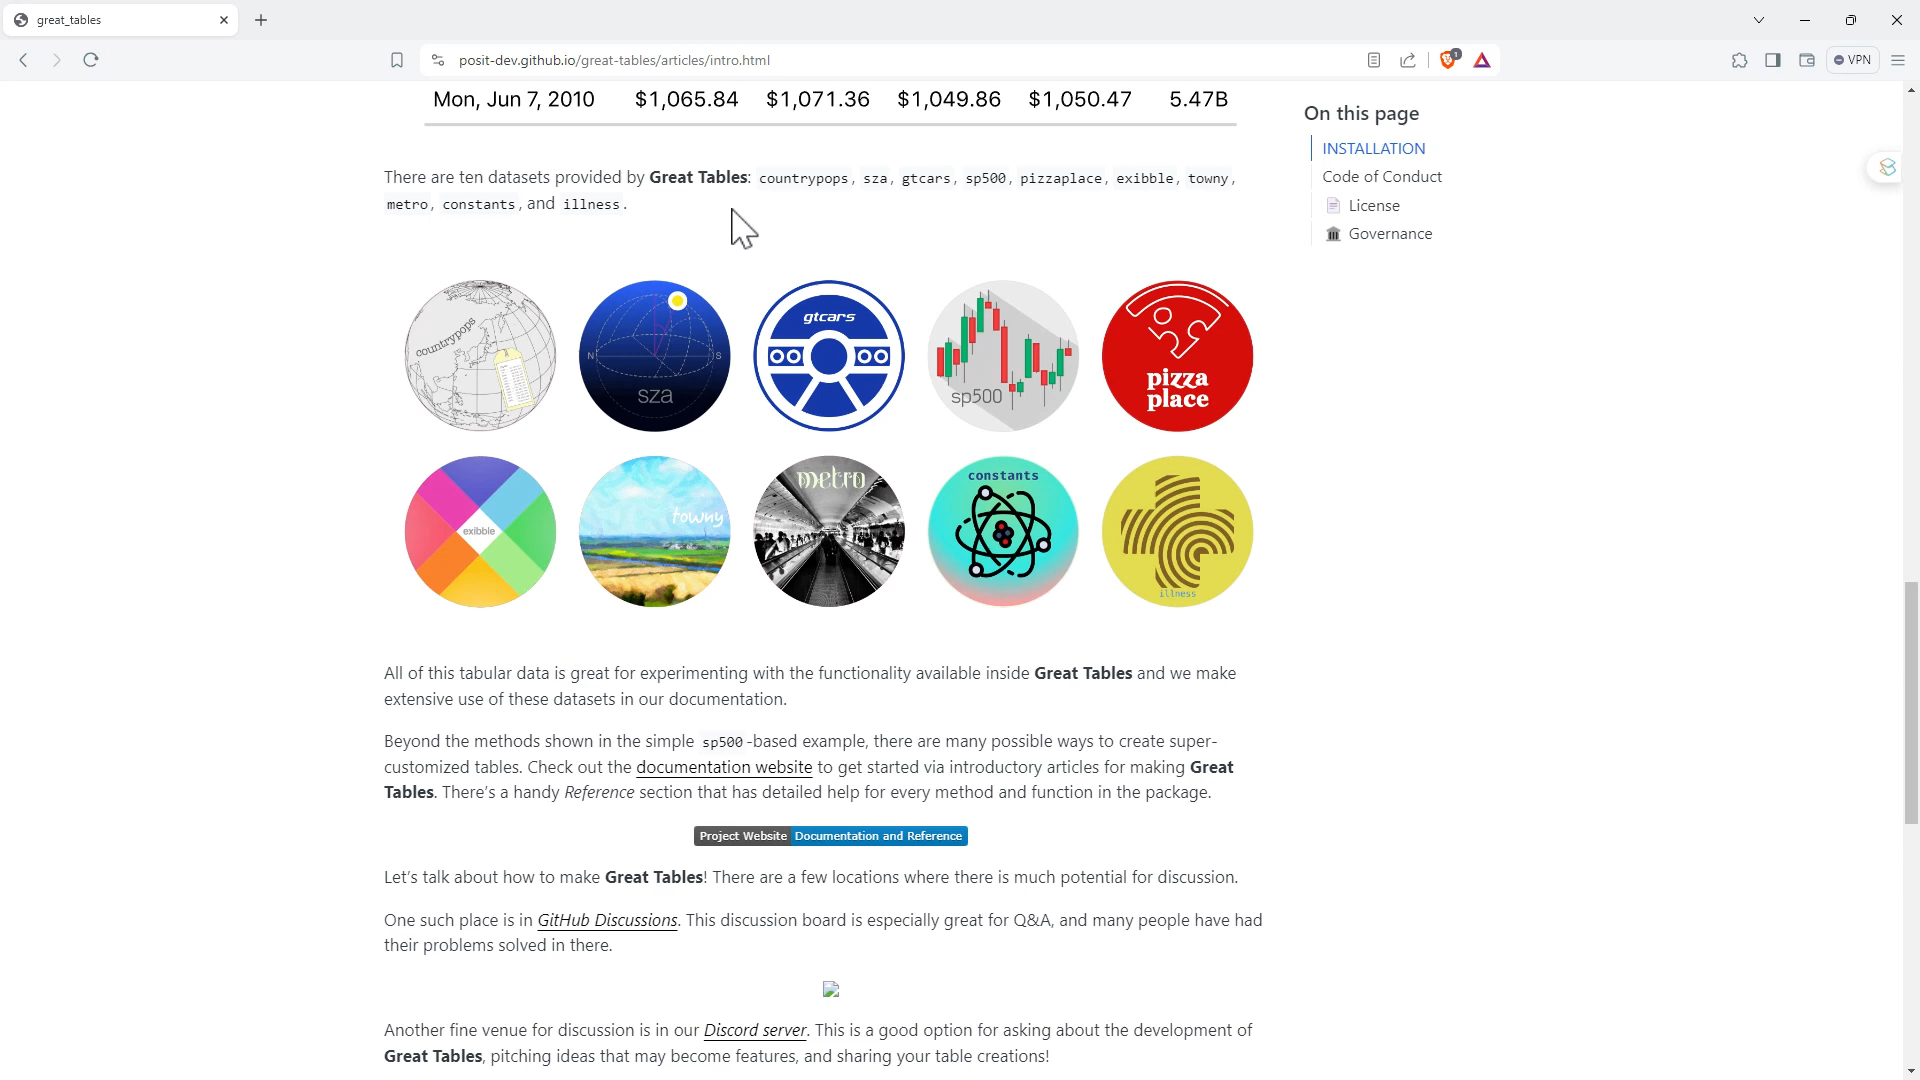 great_tables
posit-dev.github.io/great-tables/articles/intro.html
1
VPN
Mon, Jun 7, 2010 $1,065.84 $1,071.36 $1,049.86 $1,050.47 5.47B
On this page
INSTALLATION
Code of Conduct
License
Governance
There are ten datasets provided by Great Tables: countrypops, sza, gtcars, sp500, pizzaplace, exibble, towny,
metro, constants, and illness.
countrypops
N S
sza
gtcars
sp500
pizza
place
exibble
towny
metro
constants
illness
All of this tabular data is great for experimenting with the functionality available inside Great Tables and we make
extensive use of these datasets in our documentation.
Beyond the methods shown in the simple sp500-based example, there are many possible ways to create super-
customized tables. Check out the documentation website to get started via introductory articles for making Great
Tables. There's a handy Reference section that has detailed help for every method and function in the package.
Project Website Documentation and Reference
Let's talk about how to make Great Tables! There are a few locations where there is much potential for discussion.
One such place is in GitHub Discussions. This discussion board is especially great for Q&A, and many people have had
their problems solved in there.
Another fine venue for discussion is in our Discord server. This is a good option for asking about the development of
Great Tables, pitching ideas that may become features, and sharing your table creations!